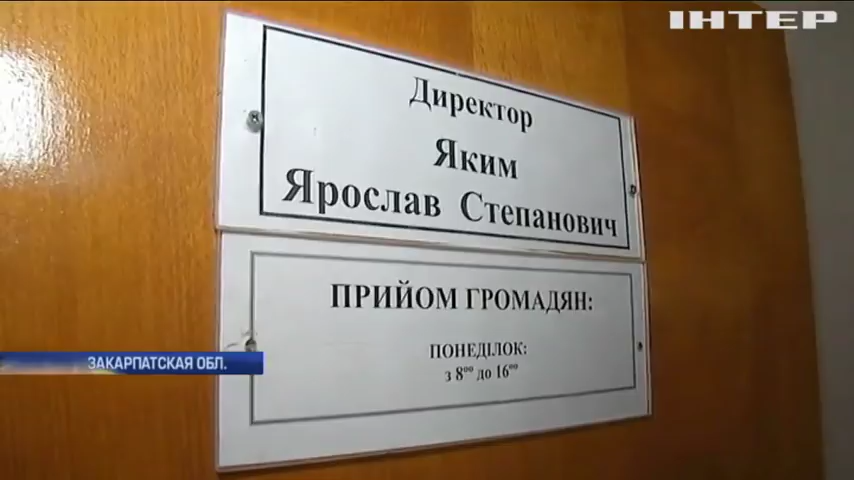 ІНТЕР
Директор
Яким
Ярослав Степанович
ПРИЙОМ ГРОМАДЯН:
ПОНЕДІЛОК:
з 8⁰⁰ до 16⁰⁰
ЗАКАРПАТСКАЯ ОБЛ.